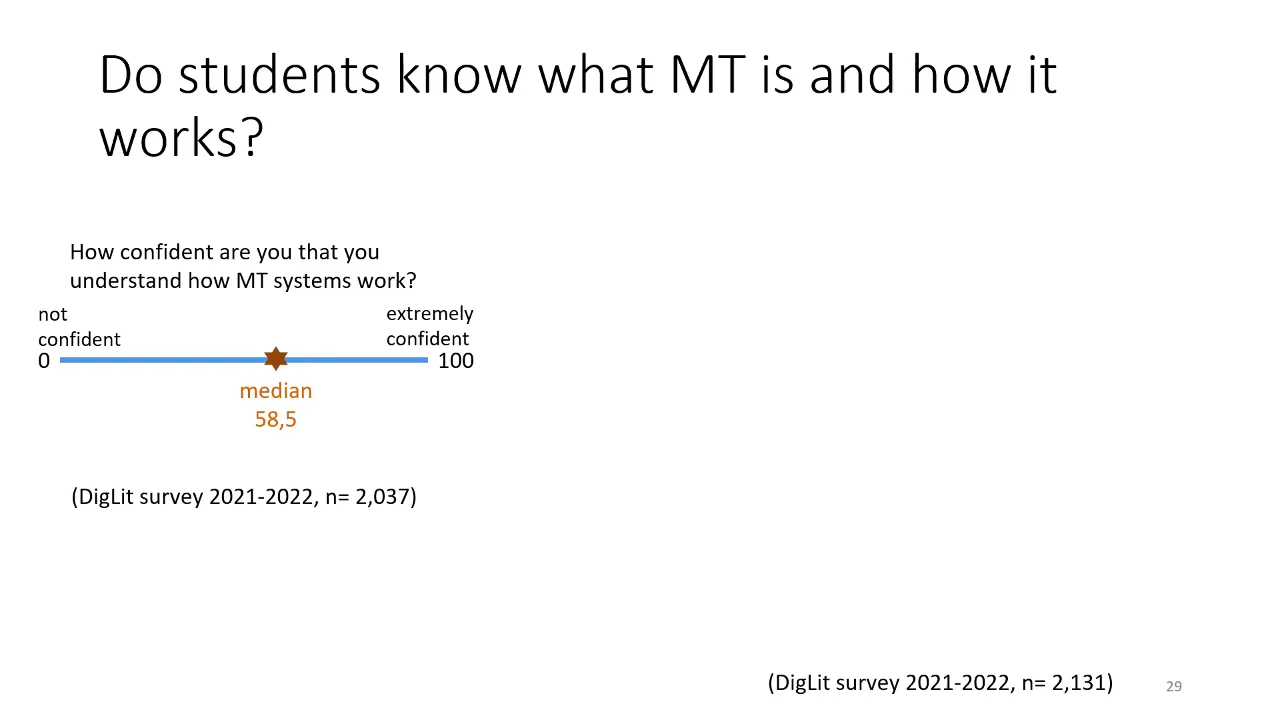 Do students know what MT is and how it
works?
How confident are you that you
understand how MT systems work?
not
confident
extremely
confident
0
100
median
58,5
(DigLit survey 2021-2022, n= 2,037)
(DigLit survey 2021-2022, n= 2,131)
29